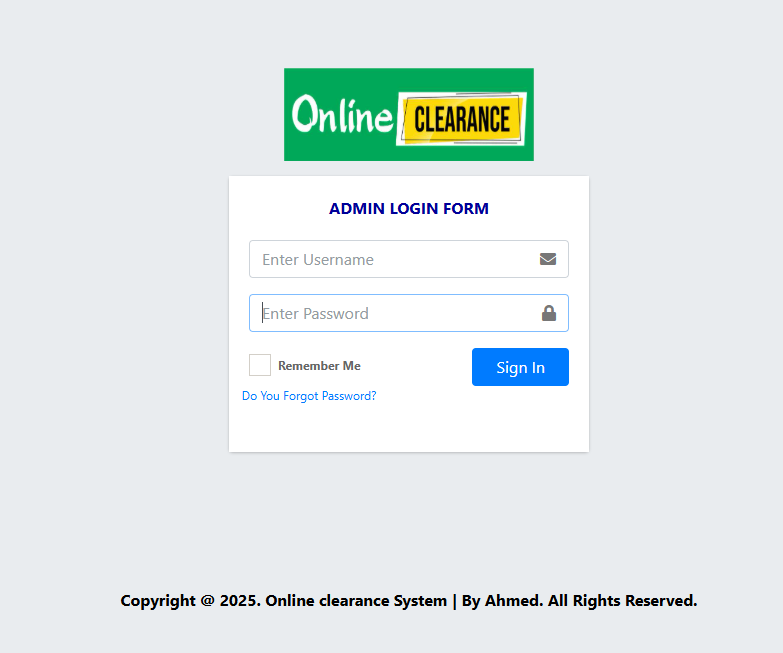 Online CLEARANCE
ADMIN LOGIN FORM
Enter Username
Enter Password
Remember Me
Sign In
Do You Forgot Password?
Copyright @ 2025. Online clearance System | By Ahmed. All Rights Reserved.